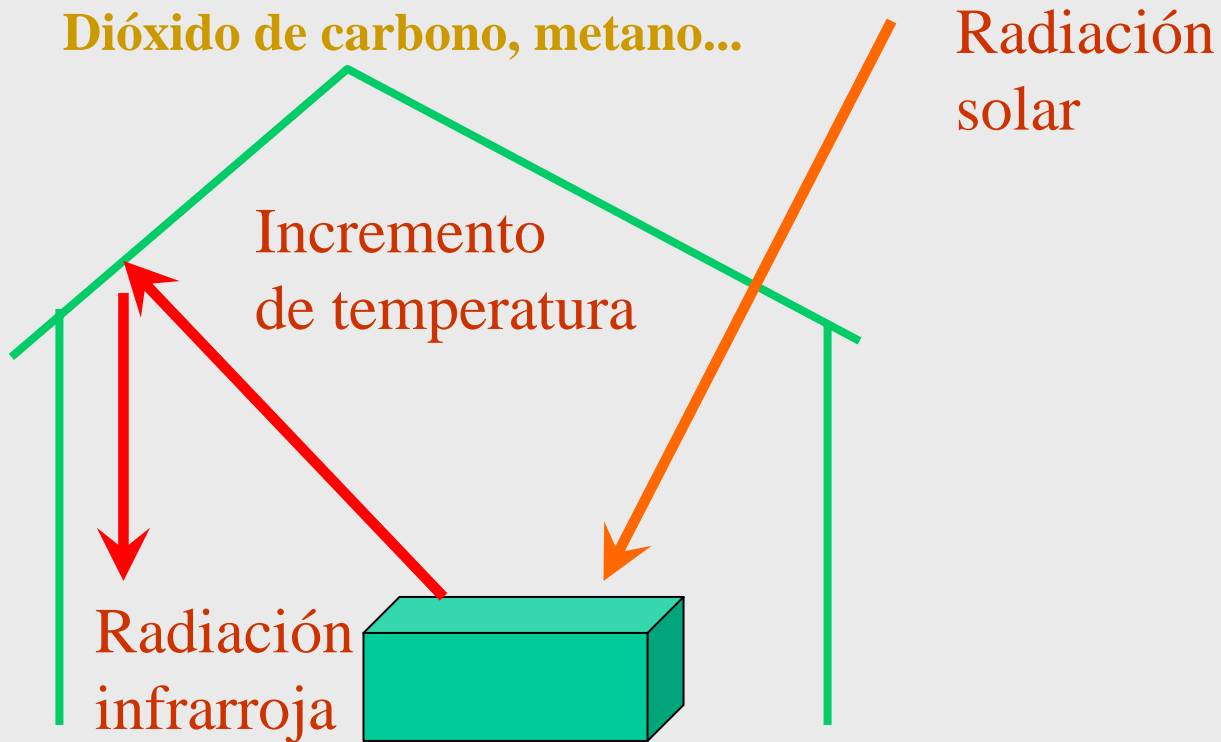 Dióxido de carbono, metano...
Radiación
solar
Incremento
de temperatura
Radiación
infrarroja